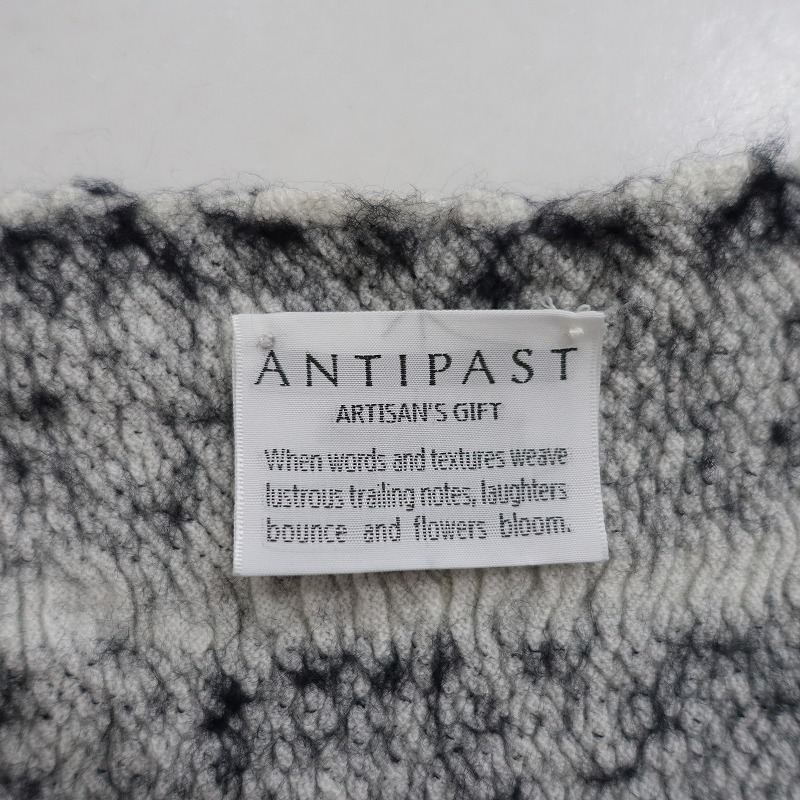 ANTIPAST
ARTISAN'S GIFT
When words and textures weave
lustrous trailing notes, laughters
bounce and flowers bloom.